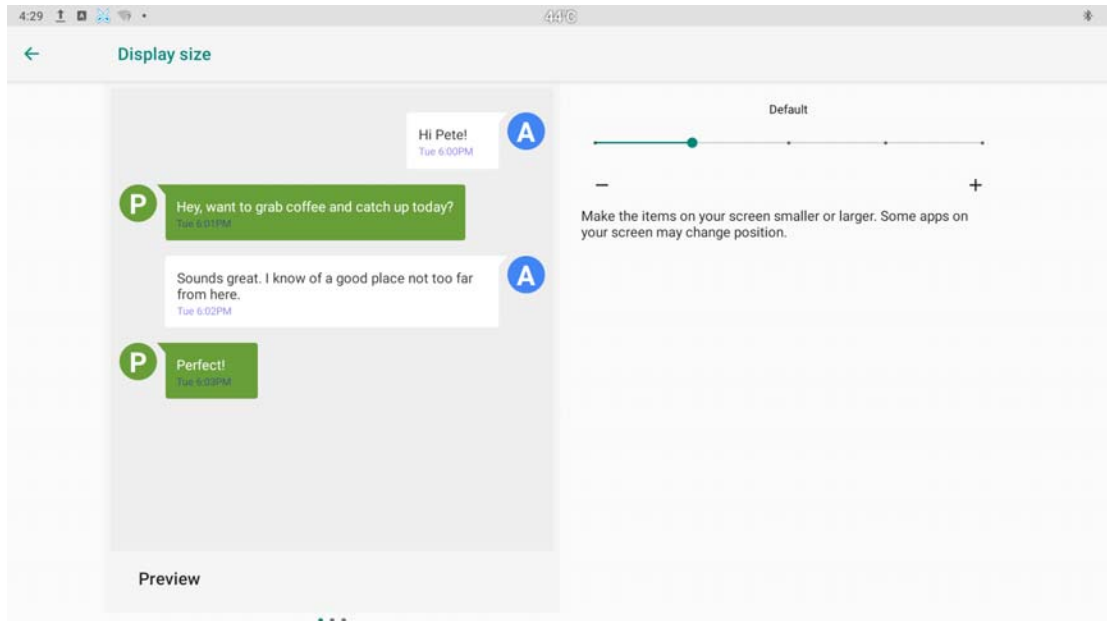 4:29
44°C
Display size
Hi Pete!
Tue 6:00PM
A
P
Hey, want to grab coffee and catch up today?
Tue 6:01PM
Sounds great. I know of a good place not too far
from here.
Tue 6:02PM
A
P
Perfect!
Tue 6:03PM
Preview
Default
Make the items on your screen smaller or larger. Some apps on
your screen may change position.